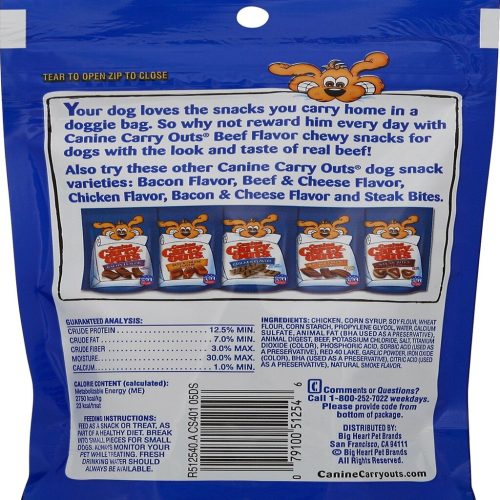 TEAR TO OPEN ZIP TO CLOSE
Your dog loves the snacks you carry home in a
doggie bag. So why not reward him every day with
Canine Carry Outs® Beef Flavor chewy snacks for
dogs with the look and taste of real beef!
Also try these other Canine Carry Outs® dog snack
varieties: Bacon Flavor, Beef & Cheese Flavor,
Chicken Flavor, Bacon & Cheese Flavor and Steak Bites.
GUARANTEED ANALYSIS:
CRUDE PROTEIN 12.5% MIN.
CRUDE FAT 7.0% MIN.
CRUDE FIBER 3.0% MAX.
MOISTURE 30.0% MAX.
CALCIUM 1.0% MIN.
CALORIE CONTENT (calculated):
Metabolizable Energy (ME)
2750 kcal/kg
23 kcal/treat
FEEDING INSTRUCTIONS:
FEED AS A SNACK OR TREAT, AS
PART OF A HEALTHY DIET. BREAK
INTO SMALL PIECES FOR SMALL
DOGS. ALWAYS MONITOR YOUR
PET WHILE TREATING. FRESH
DRINKING WATER SHOULD
ALWAYS BE AVAILABLE.
R512540.A CS401 05DS
INGREDIENTS: CHICKEN, CORN SYRUP, SOY FLOUR, WHEAT
FLOUR, CORN STARCH, PROPYLENE GLYCOL, WATER, CALCIUM
SULFATE, ANIMAL FAT (BHA USED AS A PRESERVATIVE),
ANIMAL DIGEST, BEEF, POTASSIUM CHLORIDE, SALT, TITANIUM
DIOXIDE (COLOR), PHOSPHORIC ACID, SORBIC ACID (USED
AS A PRESERVATIVE), RED 40 LAKE, GARLIC POWDER, IRON OXIDE
(COLOR), BHA (USED AS A PRESERVATIVE), CITRIC ACID (USED
AS A PRESERVATIVE), NATURAL SMOKE FLAVOR.
0 79100 51254 6
Comments or Questions?
Call 1-800-252-7022 weekdays.
Please provide code from
bottom of package.
DISTRIBUTED BY:
Big Heart Pet Brands
San Francisco, CA 94111
© Big Heart Pet Brands
All Rights Reserved.
CanineCarryouts.com